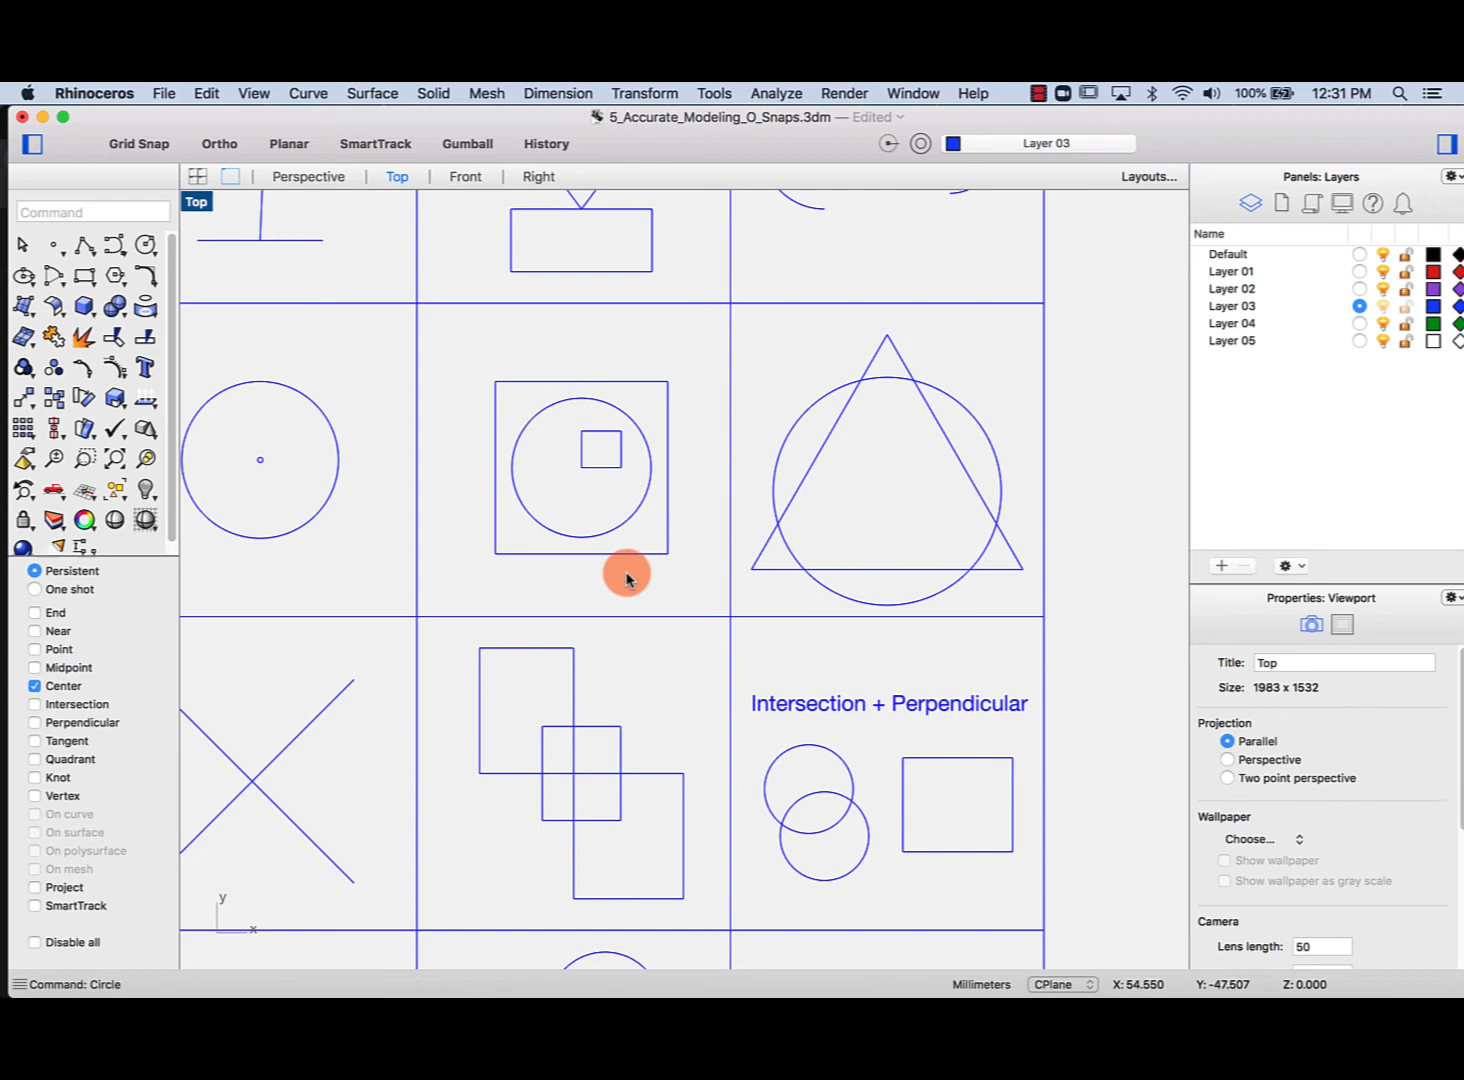 Rhinoceros File Edit View Curve Surface Solid Mesh Dimension Transform Tools Analyze Render Window Help 100% 12:31 PM
5_Accurate_Modeling_O_Snaps.3dm — Edited
Grid Snap Ortho Planar SmartTrack Gumball History Layer 03
Perspective Top Front Right Layouts... Panels: Layers
Top
Command
Name
Default
Layer 01
Layer 02
Layer 03
Layer 04
Layer 05
Persistent
One shot
End
Near
Point
Midpoint
Center
Intersection
Perpendicular
Tangent
Quadrant
Knot
Vertex
On curve
On surface
On polysurface
On mesh
Project
SmartTrack
Disable all
Intersection + Perpendicular
y
x
Properties: Viewport
Title: Top
Size: 1983 x 1532
Projection
Parallel
Perspective
Two point perspective
Wallpaper
Choose...
Show wallpaper
Show wallpaper as gray scale
Camera
Lens length: 50
Command: Circle Millimeters CPlane X: 54.550 Y: -47.507 Z: 0.000